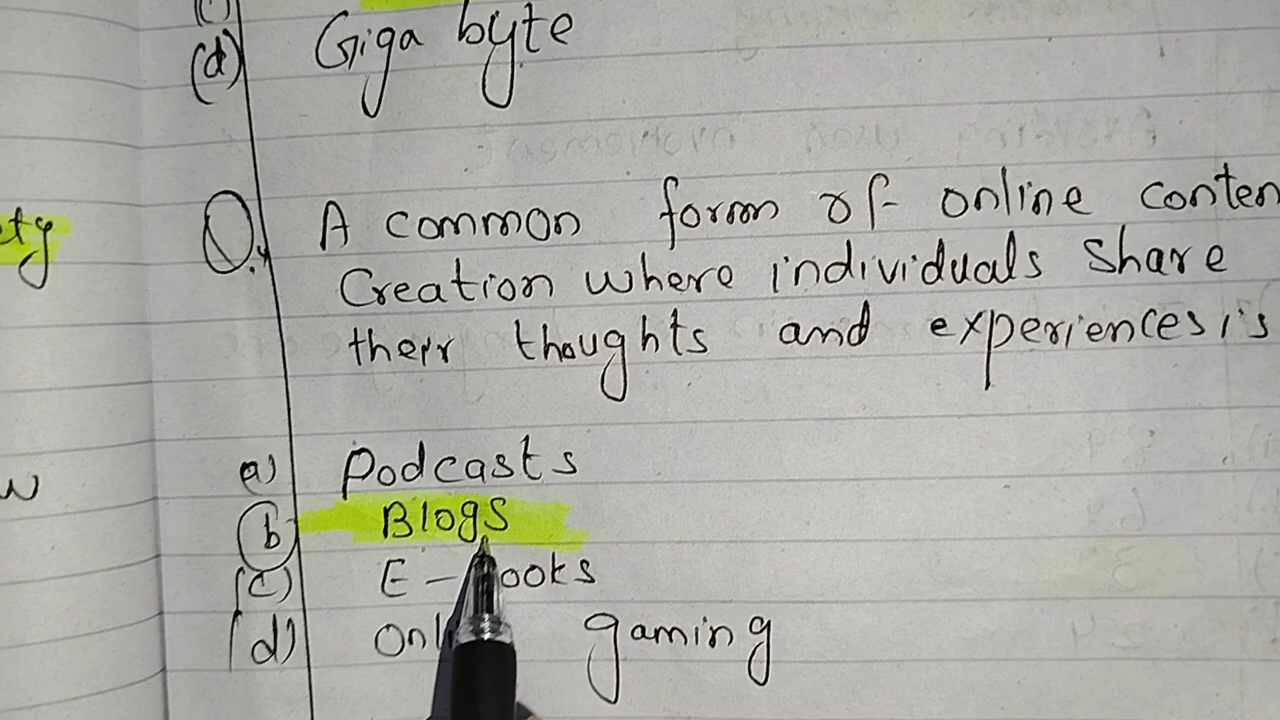 (d) Giga byte
ty
Q. A common form of online conten
Creation where individuals share
their thoughts and experiences is
a) Podcasts
w
(b) Blogs
(c) E-
(d) gaming